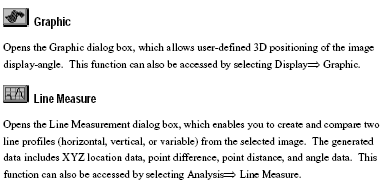 Graphic
Opens the Graphic dialog box, which allows user-defined 3D positioning of the image
display-angle. This function can also be accessed by selecting Display⇒ Graphic.
Line Measure
Opens the Line Measurement dialog box, which enables you to create and compare two
line profiles (horizontal, vertical, or variable) from the selected image. The generated
data includes XYZ location data, point difference, point distance, and angle data. This
function can also be accessed by selecting Analysis⇒ Line Measure.